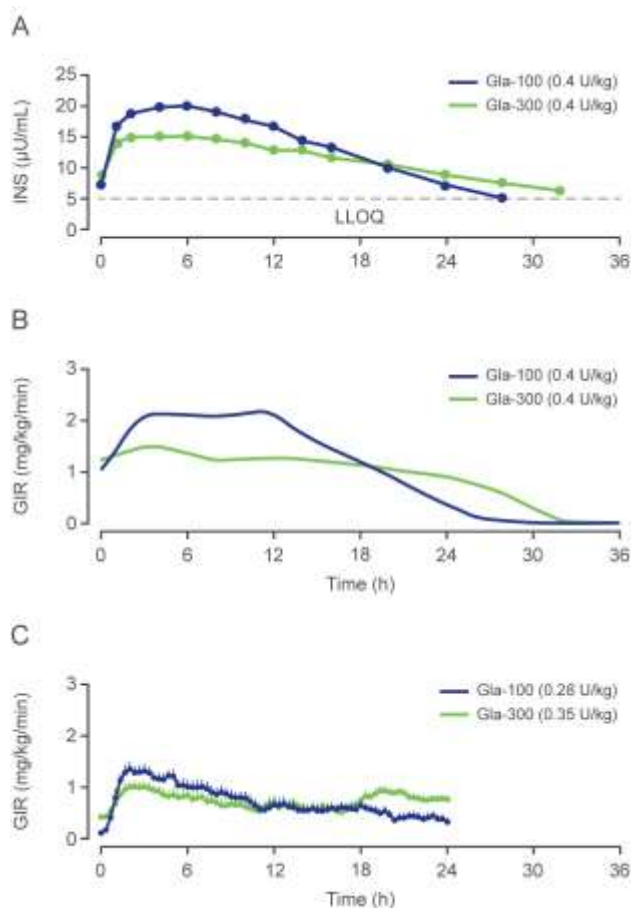 A
25
20
15
10
5
0
INS (μU/mL)
Gla-100 (0.4 U/kg)
Gla-300 (0.4 U/kg)
LLOQ
0 6 12 18 24 30 36
B
3
2
1
0
GIR (mg/kg/min)
Gla-100 (0.4 U/kg)
Gla-300 (0.4 U/kg)
0 6 12 18 24 30 36
Time (h)
C
3
2
1
0
GIR (mg/kg/min)
Gla-100 (0.28 U/kg)
Gla-300 (0.35 U/kg)
0 6 12 18 24 30 36
Time (h)